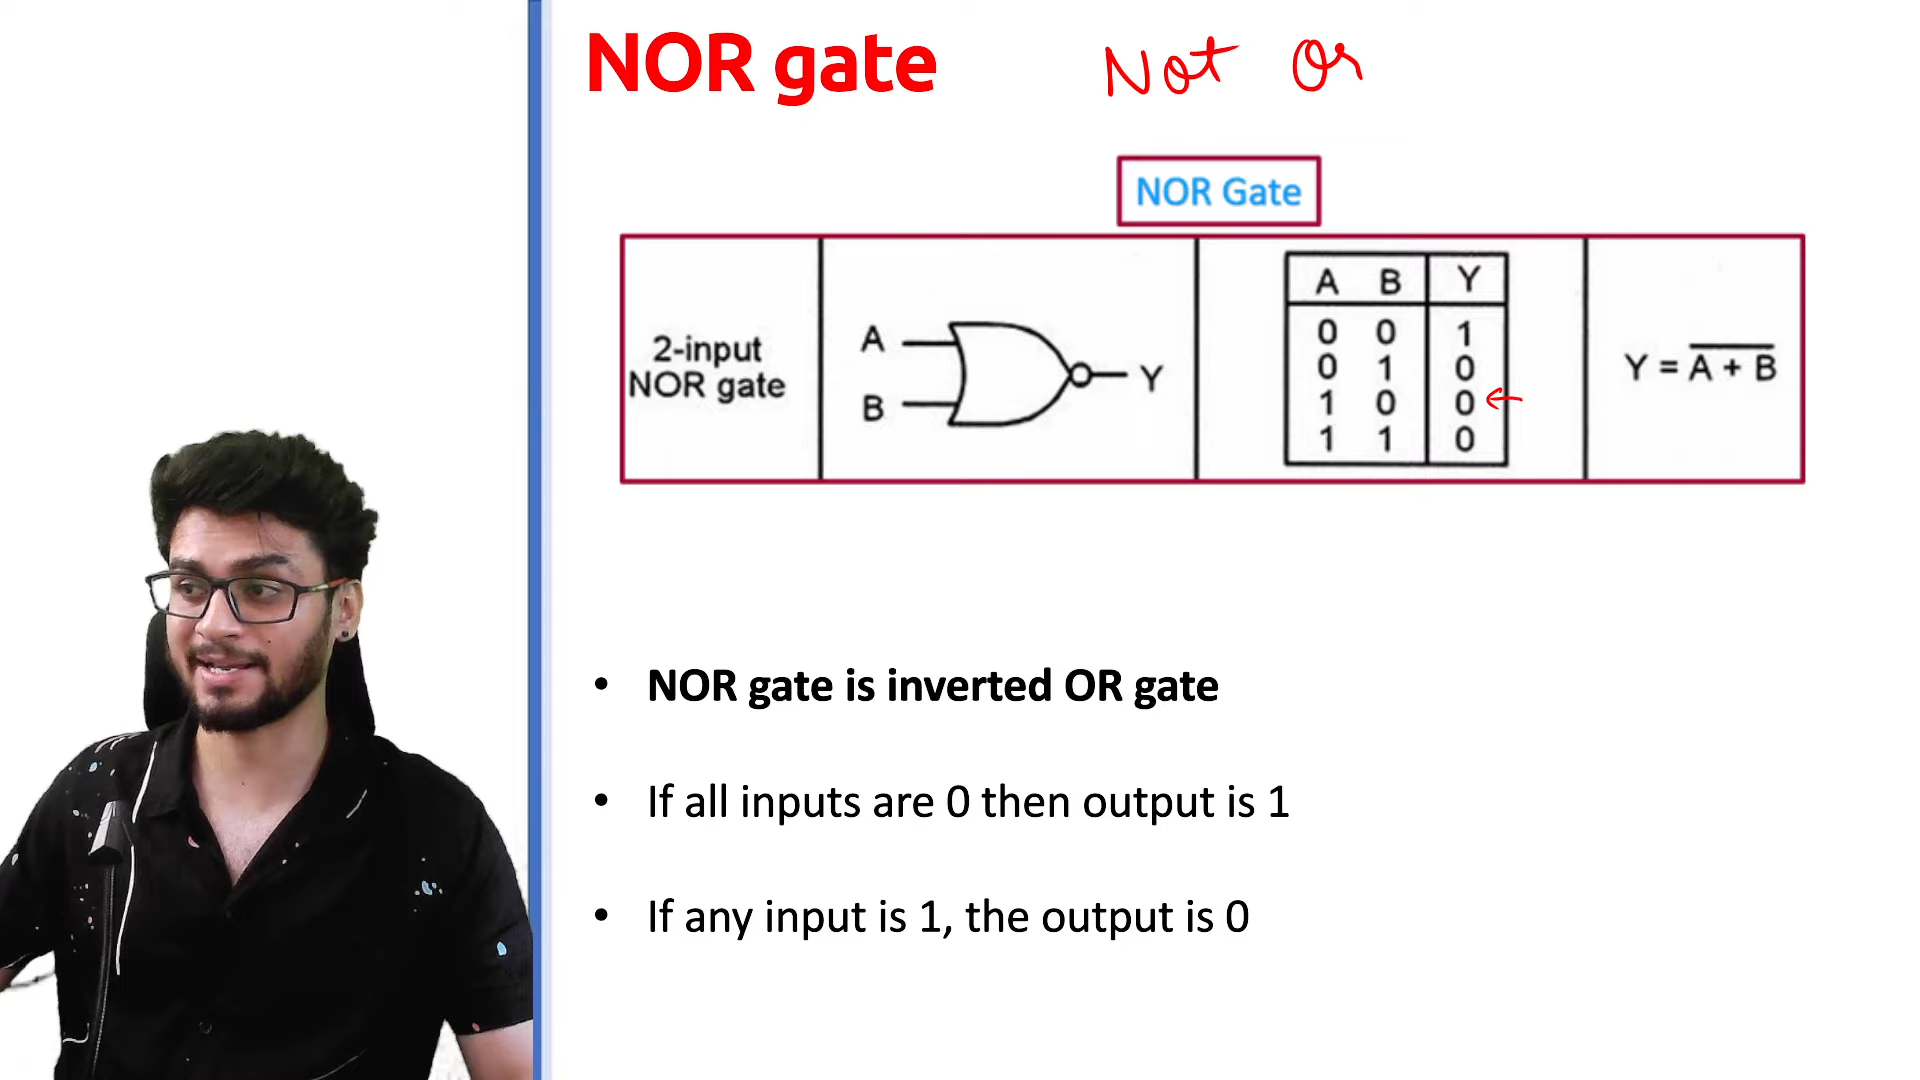 NOR gate Not Or
NOR Gate
2-input
NOR gate
A
B
Y
A B Y
0 0 1
0 1 0
1 0 0
1 1 0
Y = \overline{A + B}
• NOR gate is inverted OR gate
• If all inputs are 0 then output is 1
• If any input is 1, the output is 0